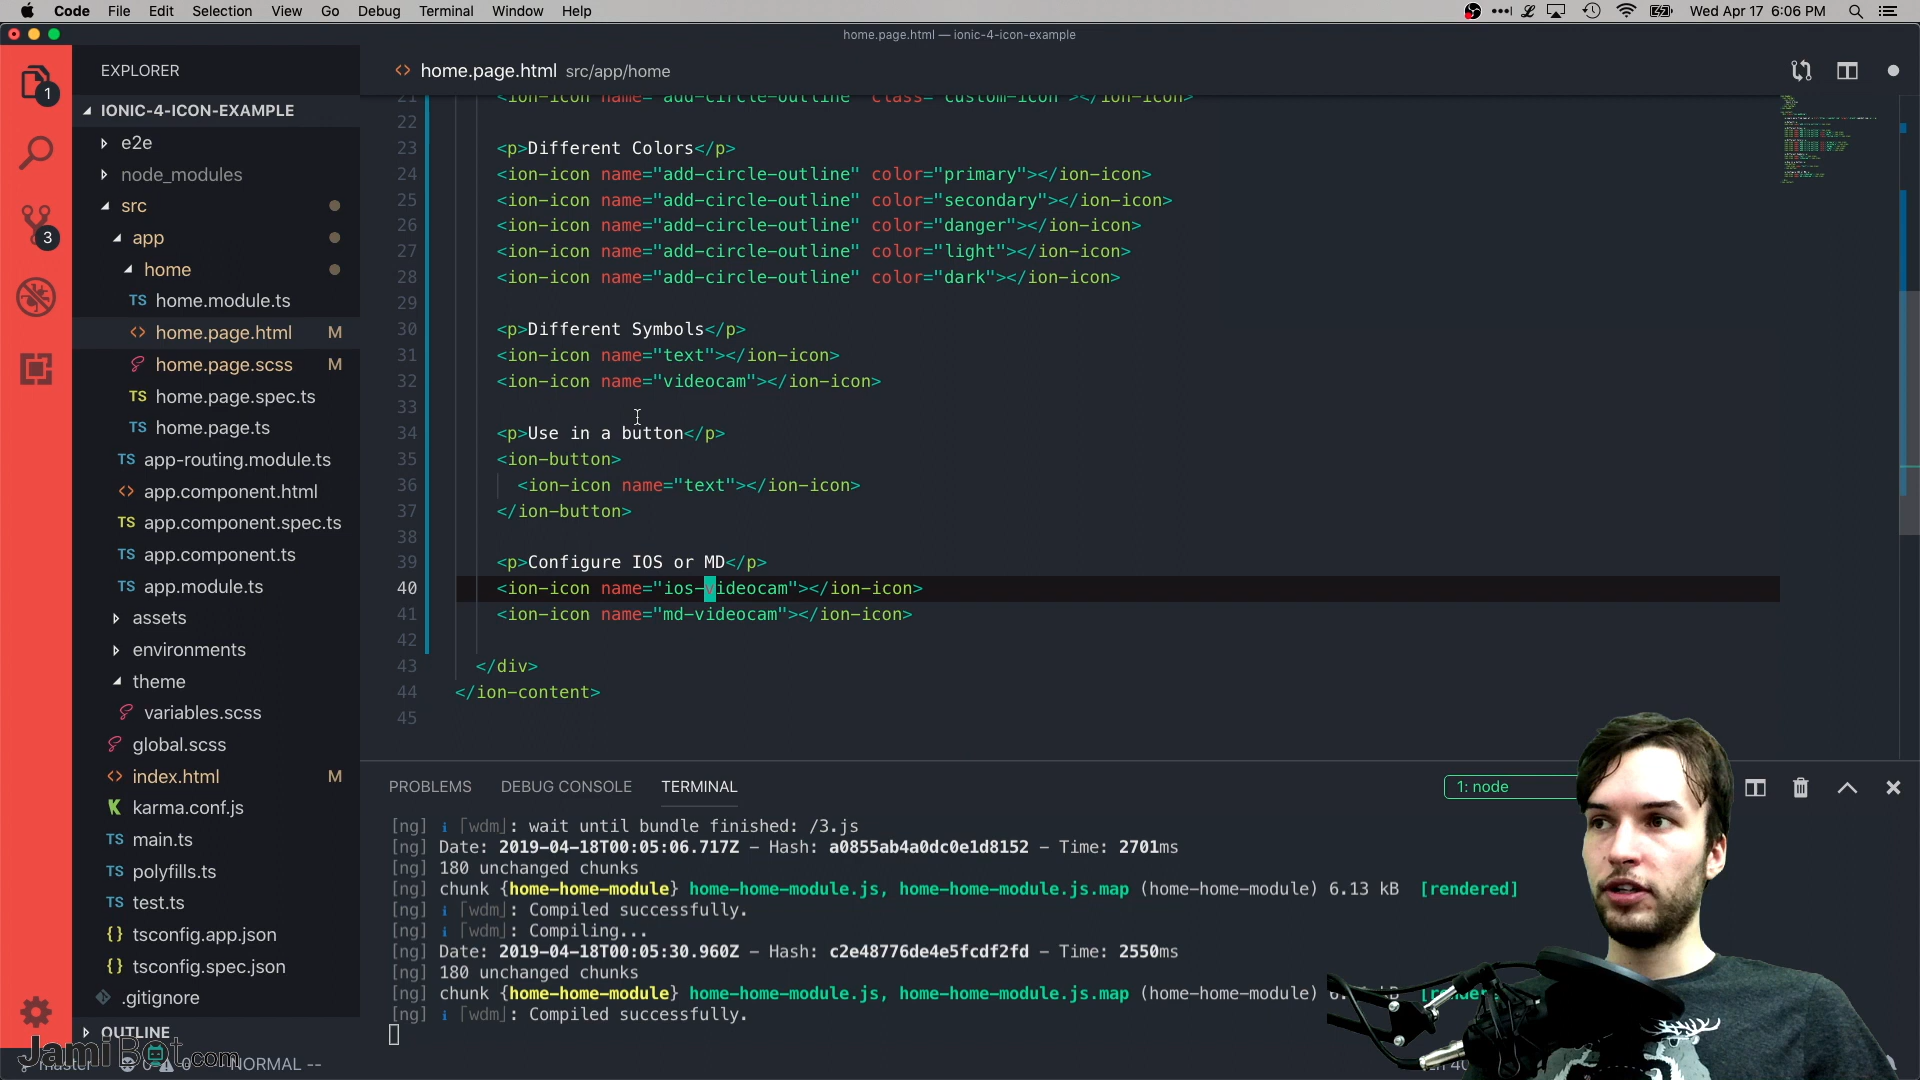 Code File Edit Selection View Go Debug Terminal Window Help Wed Apr 17 6:06 PM
home.page.html — ionic-4-icon-example
EXPLORER
home.page.html src/app/home
1
IONIC-4-ICON-EXAMPLE
e2e
node_modules
src
3
app
home
home.module.ts
home.page.html M
home.page.scss M
home.page.spec.ts
home.page.ts
app-routing.module.ts
app.component.html
app.component.spec.ts
app.component.ts
app.module.ts
assets
environments
theme
variables.scss
global.scss
index.html M
karma.conf.js
main.ts
polyfills.ts
test.ts
tsconfig.app.json
tsconfig.spec.json
.gitignore
OUTLINE
21 <ion-icon name="add-circle-outline" class="custom-icon"></ion-icon>
22
23 <p>Different Colors</p>
24 <ion-icon name="add-circle-outline" color="primary"></ion-icon>
25 <ion-icon name="add-circle-outline" color="secondary"></ion-icon>
26 <ion-icon name="add-circle-outline" color="danger"></ion-icon>
27 <ion-icon name="add-circle-outline" color="light"></ion-icon>
28 <ion-icon name="add-circle-outline" color="dark"></ion-icon>
29
30 <p>Different Symbols</p>
31 <ion-icon name="text"></ion-icon>
32 <ion-icon name="videocam"></ion-icon>
33
34 <p>Use in a button</p>
35 <ion-button>
36 <ion-icon name="text"></ion-icon>
37 </ion-button>
38
39 <p>Configure IOS or MD</p>
40 <ion-icon name="ios-videocam"></ion-icon>
41 <ion-icon name="md-videocam"></ion-icon>
42
43 </div>
44 </ion-content>
45
PROBLEMS DEBUG CONSOLE TERMINAL 1: node
[ng] ℹ ｢wdm｣: wait until bundle finished: /3.js
[ng] Date: 2019-04-18T00:05:06.717Z - Hash: a0855ab4a0dc0e1d8152 - Time: 2701ms
[ng] 180 unchanged chunks
[ng] chunk {home-home-module} home-home-module.js, home-home-module.js.map (home-home-module) 6.13 kB [rendered]
[ng] ℹ ｢wdm｣: Compiled successfully.
[ng] ℹ ｢wdm｣: Compiling...
[ng] Date: 2019-04-18T00:05:30.960Z - Hash: c2e48776de4e5fcdf2fd - Time: 2550ms
[ng] 180 unchanged chunks
[ng] chunk {home-home-module} home-home-module.js, home-home-module.js.map (home-home-module)
[ng] ℹ ｢wdm｣: Compiled successfully.
JamiBot.com
master 0 0 -- NORMAL --